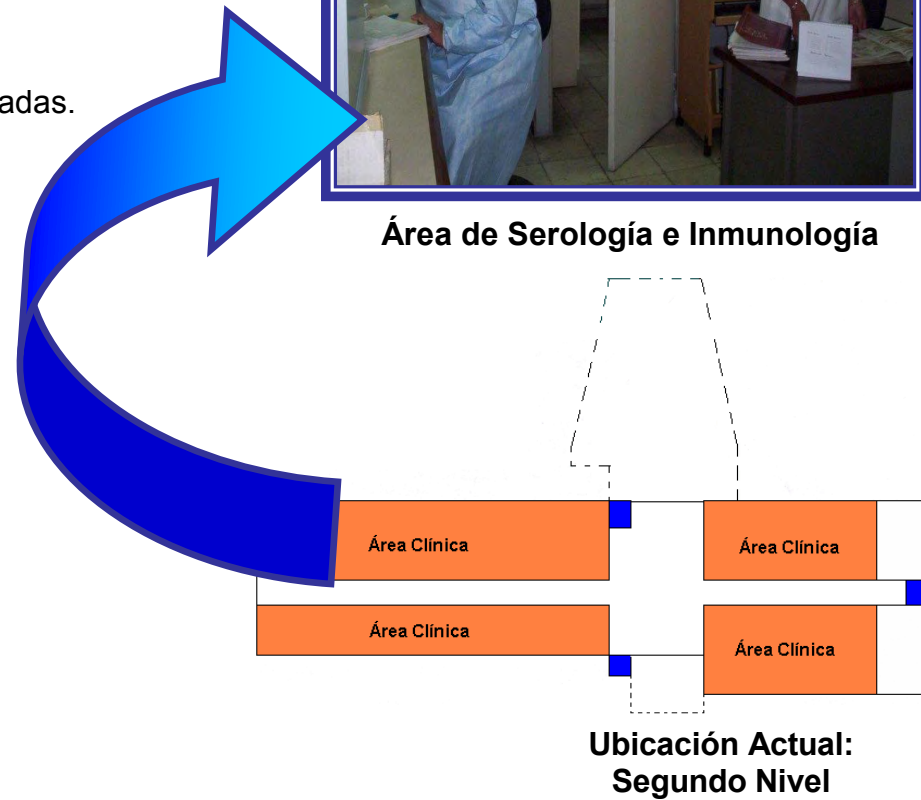 adas.
Área de Serología e Inmunología
Área Clínica
Área Clínica
Área Clínica
Área Clínica
Ubicación Actual:
Segundo Nivel